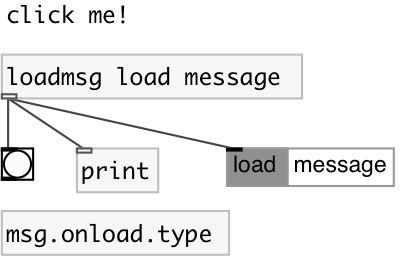 click me!
loadmsg load message
print
load message
msg.onload.type